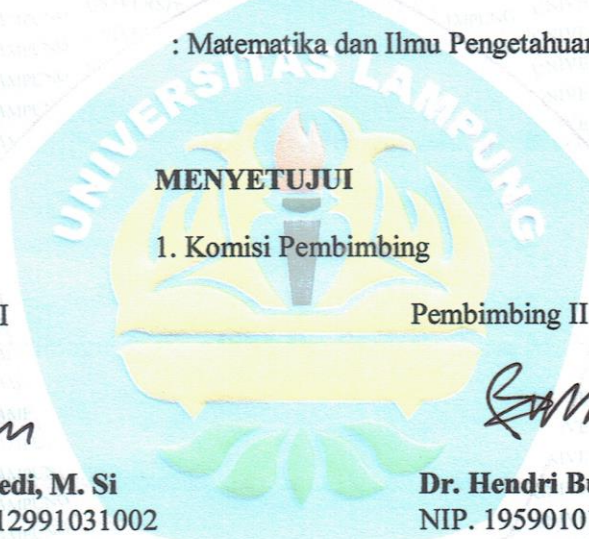 : Matematika dan Ilmu Pengetahuan
UNIVERSITAS LAMPUNG
MENYETUJUI
1. Komisi Pembimbing
I Pembimbing II
edi, M. Si Dr. Hendri Bu
12991031002 NIP. 1959010